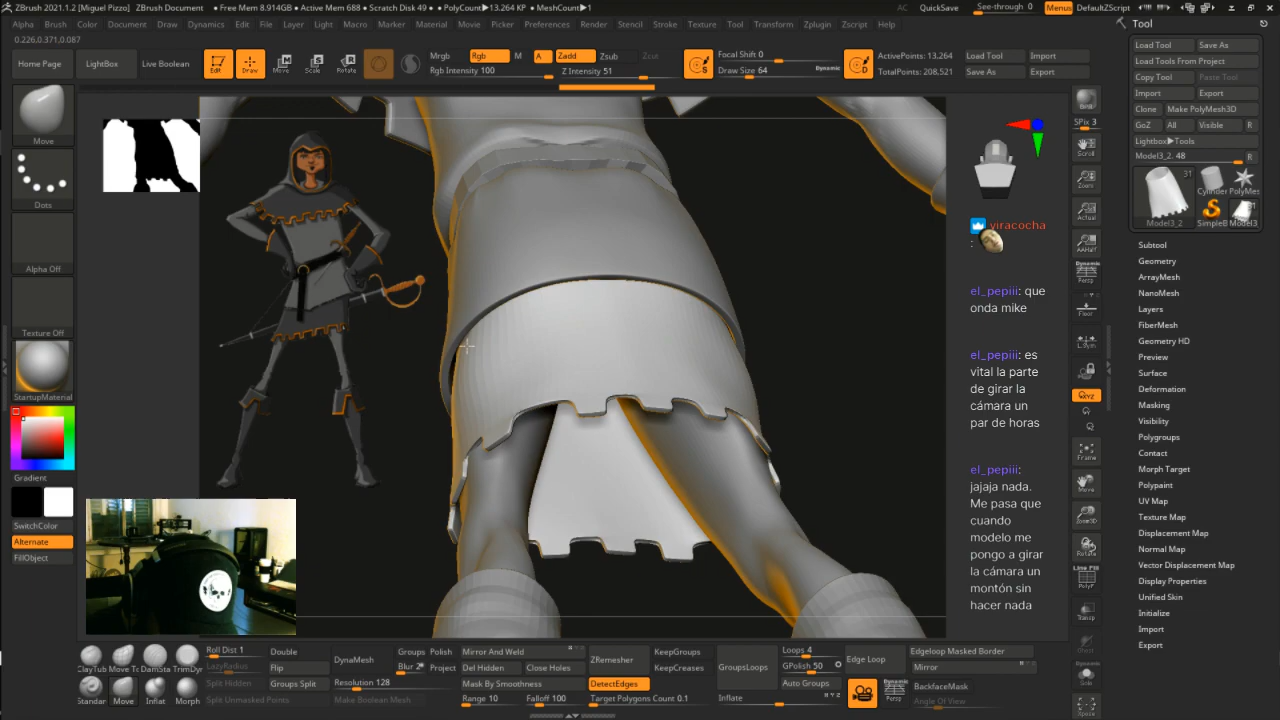 ZBrush 2021.1.2 [Miguel Pizzo] ZBrush Document ● Free Mem 8.914GB ● Active Mem 688 ● Scratch Disk 49 ● ● PolyCount▸13.264 KP ● MeshCount▸1 AC QuickSave See-through 0 Menus DefaultZScript
Alpha Brush Color Document Draw Dynamics Edit File Layer Light Macro Marker Material Movie Picker Preferences Render Stencil Stroke Texture Tool Transform Zplugin Zscript Help
0.226,0.371,0.087
Home Page LightBox Live Boolean Edit Draw Move Scale Rotate
Mrgb Rgb M A Zadd Zsub Zcut
Rgb Intensity 100 Z Intensity 51
Focal Shift 0
Draw Size 64 Dynamic
ActivePoints: 13,264 Load Tool Import
TotalPoints: 208,521 Save As Export
Move
Dots
Alpha Off
Texture Off
StartupMaterial
Gradient
SwitchColor
Alternate
FillObject
viracocha
:
el_pepiii: que
onda mike
el_pepiii: es
vital la parte
de girar la
cámara un
par de horas
el_pepiii:
jajaja nada.
Me pasa que
cuando
modelo me
pongo a girar
la cámara un
montón sin
hacer nada
SPix 3
Scroll
Zoom
Actual
AAHalf
Dynamic
Persp
Floor
L.Sym
XYZ
Frame
Move
Zoom3D
Rotate
Line Fill
PolyF
Transp
Ghost
Dynamic
Solo
Xpose
Tool
Load Tool Save As
Load Tools From Project
Copy Tool Paste Tool
Import Export
Clone Make PolyMesh3D
GoZ All Visible R
Lightbox▸Tools
Model3_2. 48 R
31
Cylinder PolyMes
31
Model3_2 SimpleB Model3_
Subtool
Geometry
ArrayMesh
NanoMesh
Layers
FiberMesh
Geometry HD
Preview
Surface
Deformation
Masking
Visibility
Polygroups
Contact
Morph Target
Polypaint
UV Map
Texture Map
Displacement Map
Normal Map
Vector Displacement Map
Display Properties
Unified Skin
Initialize
Import
Export
ClayTub Move To DamSta TrimDyr
Standar Move Inflat Morph
Roll Dist 1
LazyRadius
Split Hidden
Split Unmasked Points
Double
Flip
Groups Split
DynaMesh
Resolution 128
Make Boolean Mesh
Groups Polish
Blur 2 Project
Mirror And Weld
Del Hidden Close Holes
Mask By Smoothness
Range 10 Falloff 100
ZRemesher
DetectEdges
Target Polygons Count 0.1
KeepGroups
KeepCreases
GroupsLoops
Inflate
Loops 4
GPolish 50
Auto Groups
Edge Loop
Dynamic
Persp
Edgeloop Masked Border
Mirror
BackfaceMask
Angle Of View